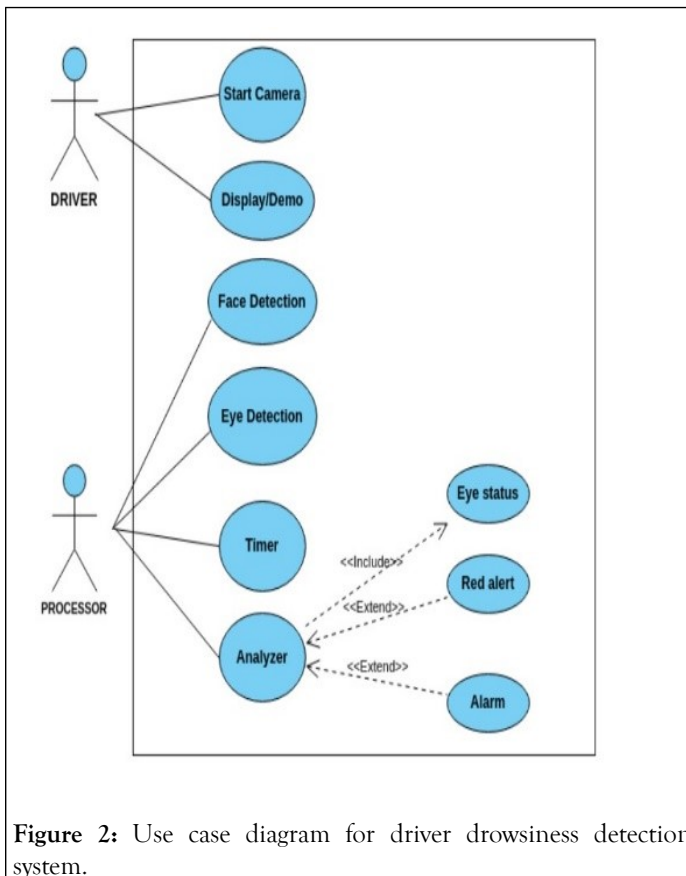 Start Camera
DRIVER
Display/Demo
Face Detection
Eye Detection
Eye status
Timer
<<Include>>
Red alert
PROCESSOR
<<Extend>>
Analyzer
<<Extend>>
Alarm
Figure 2: Use case diagram for driver drowsiness detection
system.